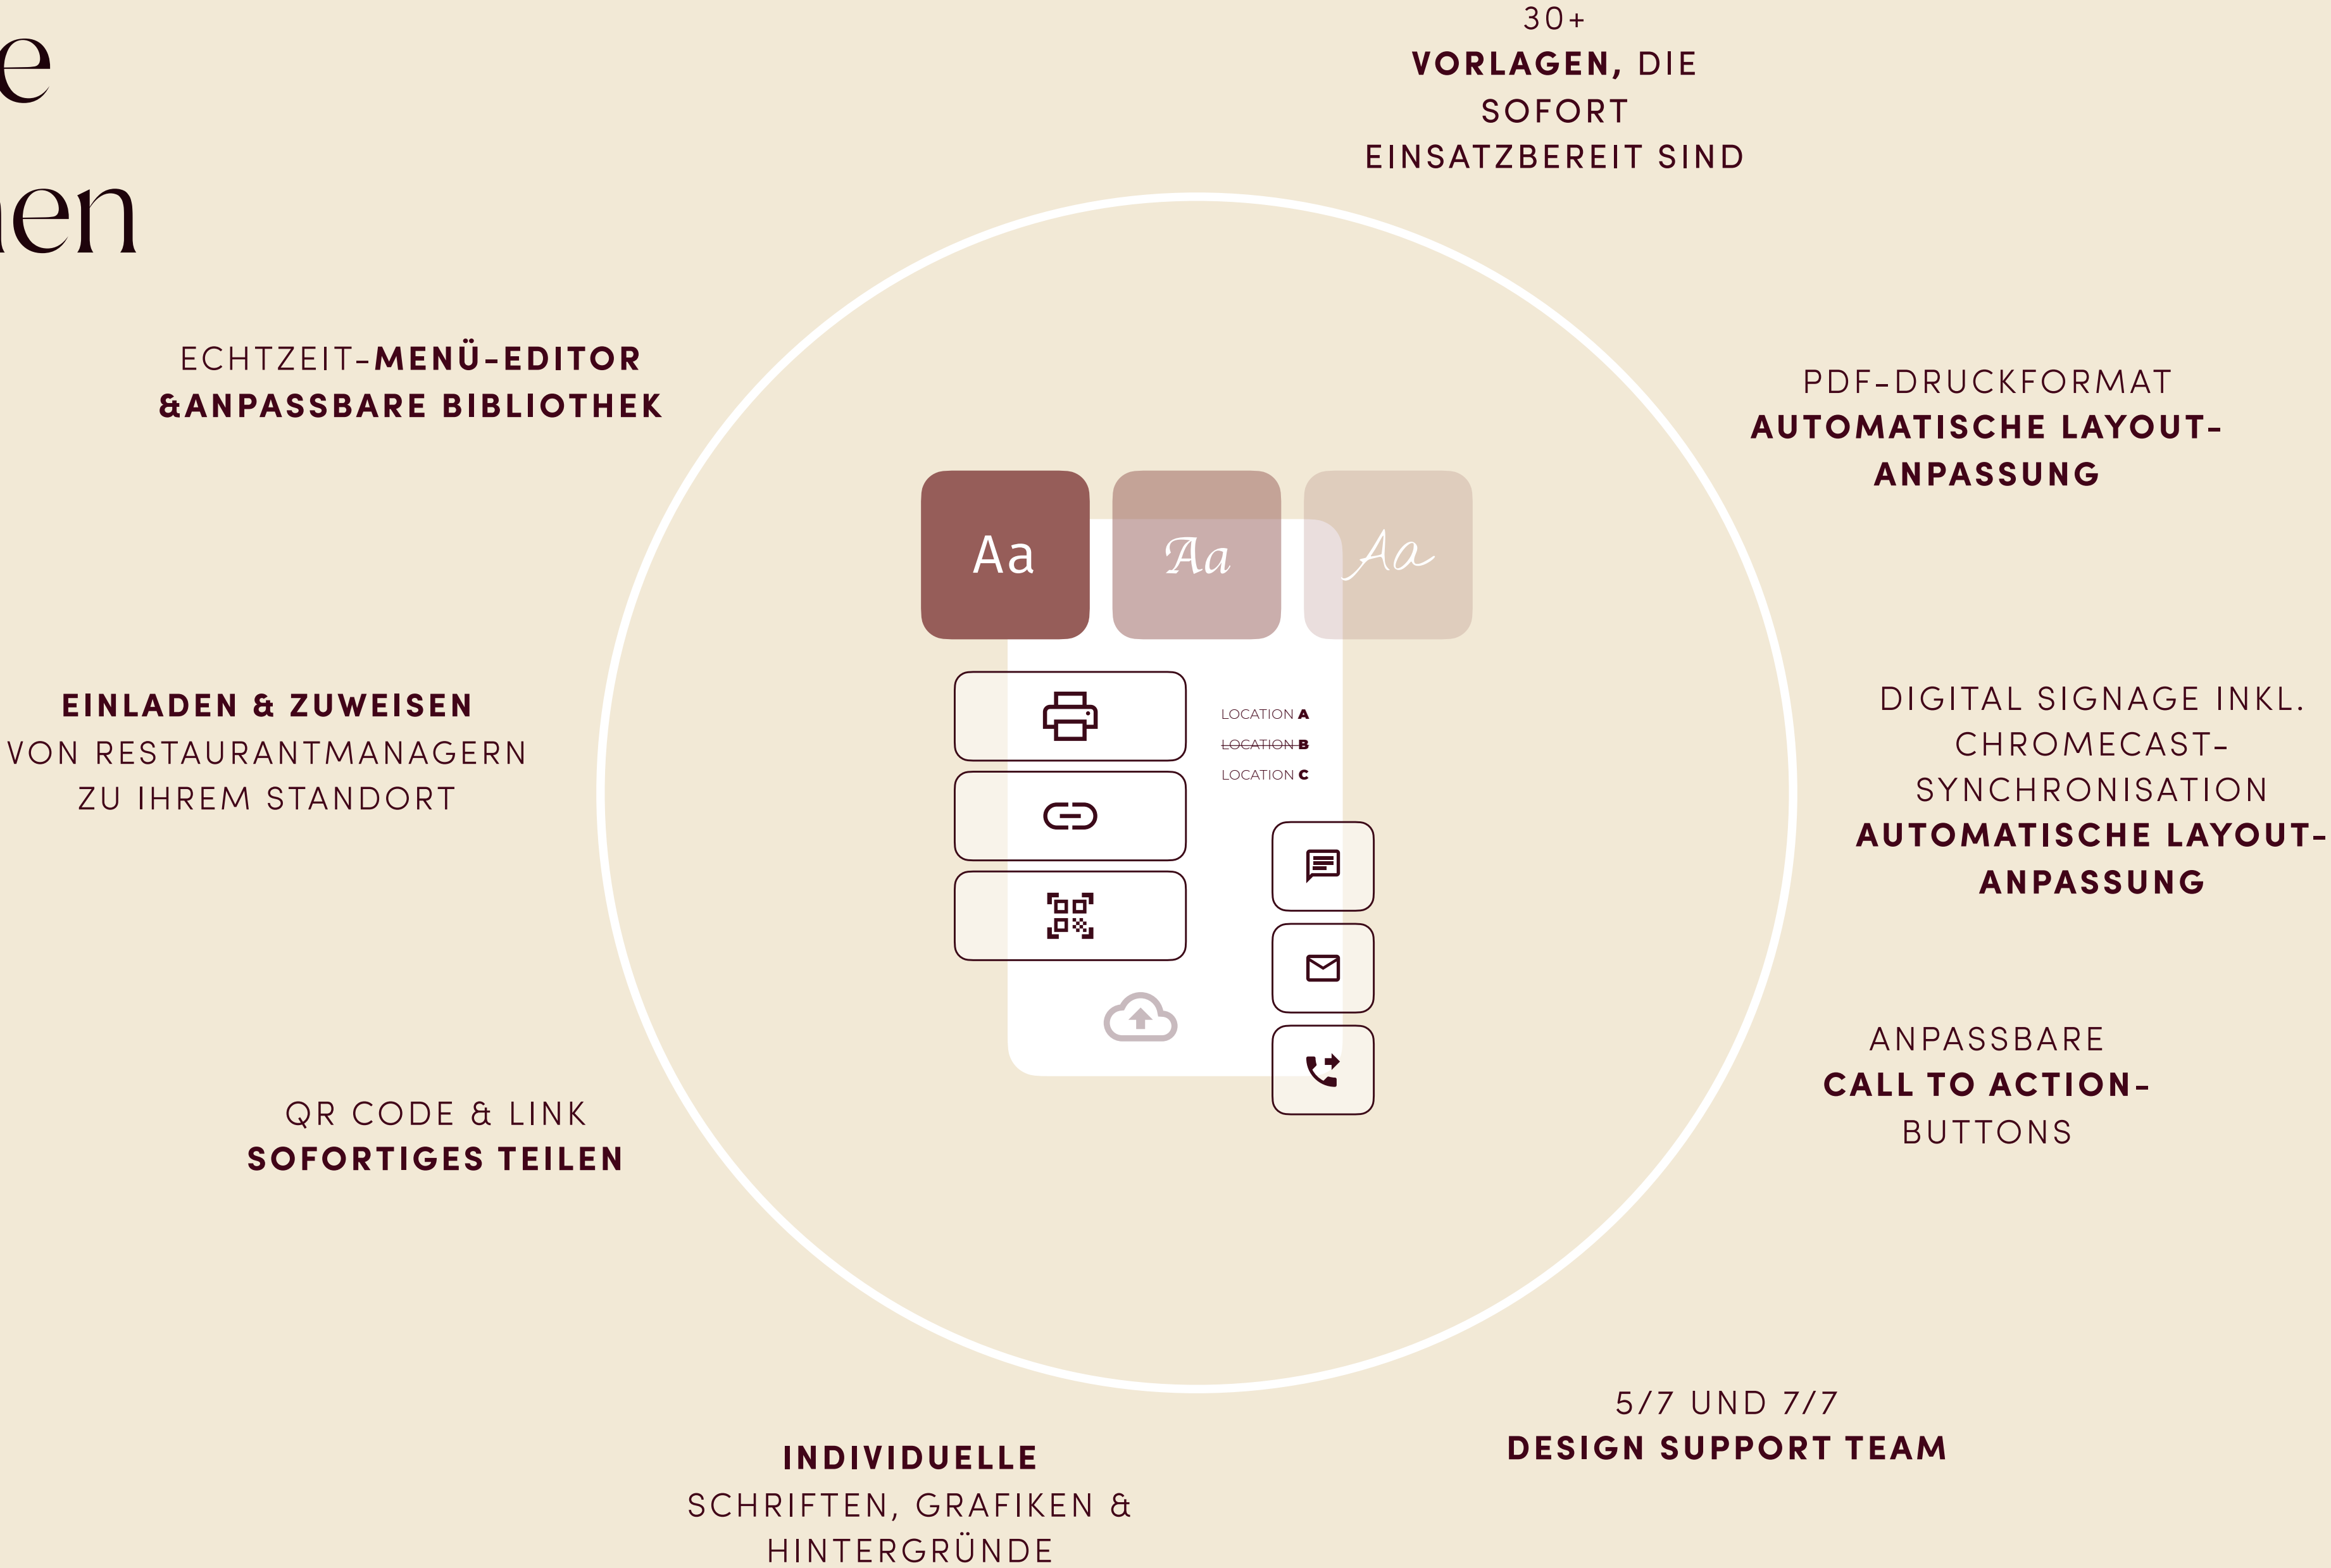 e
en
30+
VORLAGEN, DIE
SOFORT
EINSATZBEREIT SIND
ECHTZEIT-MENÜ-EDITOR
&ANPASSBARE BIBLIOTHEK
PDF-DRUCKFORMAT
AUTOMATISCHE LAYOUT-
ANPASSUNG
Aa
Aa
Aa
EINLADEN & ZUWEISEN
VON RESTAURANTMANAGERN
ZU IHREM STANDORT
LOCATION A
LOCATION B
LOCATION C
DIGITAL SIGNAGE INKL.
CHROMECAST-
SYNCHRONISATION
AUTOMATISCHE LAYOUT-
ANPASSUNG
QR CODE & LINK
SOFORTIGES TEILEN
ANPASSBARE
CALL TO ACTION-
BUTTONS
INDIVIDUELLE
SCHRIFTEN, GRAFIKEN &
HINTERGRÜNDE
5/7 UND 7/7
DESIGN SUPPORT TEAM